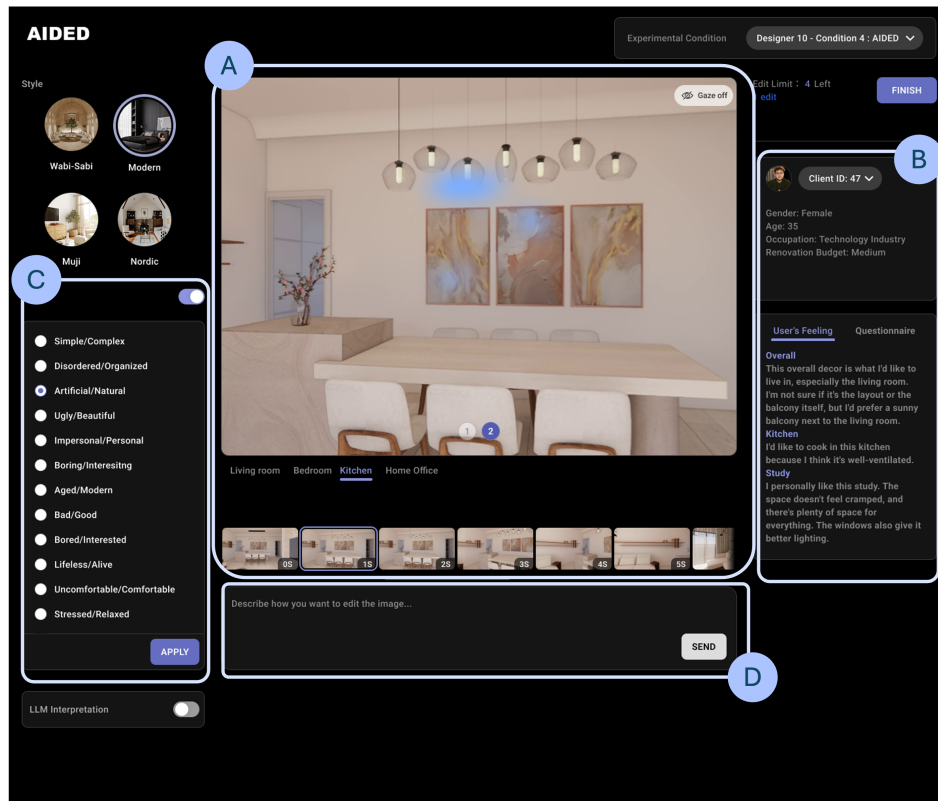 AIDED
Experimental Condition
Designer 10 - Condition 4 : AIDED
A
Style
Wabi-Sabi
Modern
Muji
Nordic
Gaze off
Edit Limit : 4 Left
edit
FINISH
B
Client ID: 47
Gender: Female
Age: 35
Occupation: Technology Industry
Renovation Budget: Medium
User's Feeling
Questionnaire
Overall
This overall decor is what I'd like to
live in, especially the living room.
I'm not sure if it's the layout or the
balcony itself, but I'd prefer a sunny
balcony next to the living room.
Kitchen
I'd like to cook in this kitchen
because I think it's well-ventilated.
Study
I personally like this study. The
space doesn't feel cramped, and
there's plenty of space for
everything. The windows also give it
better lighting.
C
Simple/Complex
Disordered/Organized
Artificial/Natural
Ugly/Beautiful
Impersonal/Personal
Boring/Interesitng
Aged/Modern
Bad/Good
Bored/Interested
Lifeless/Alive
Uncomfortable/Comfortable
Stressed/Relaxed
APPLY
LLM Interpretation
1 2
Living room Bedroom Kitchen Home Office
0S 1S 2S 3S 4S 5S
Describe how you want to edit the image...
SEND
D